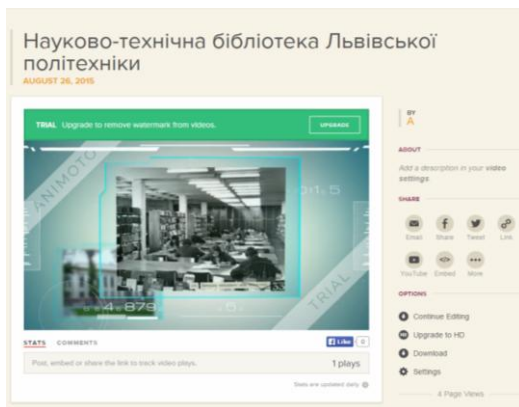 Науково-технічна бібліотека Львівської
політехніки
AUGUST 26, 2015
TRIAL Upgrade to remove watermark from videos.
UPGRADE
ANIMOTO
TRIAL
STATS COMMENTS
Like 0
Post, embed or share the link to track video plays.
1 plays
Stats are updated daily
BY
A
ABOUT
Add a description in your video
settings.
SHARE
Email Share Tweet Link
YouTube Embed More
OPTIONS
Continue Editing
HD Upgrade to HD
Download
Settings
4 Page Views